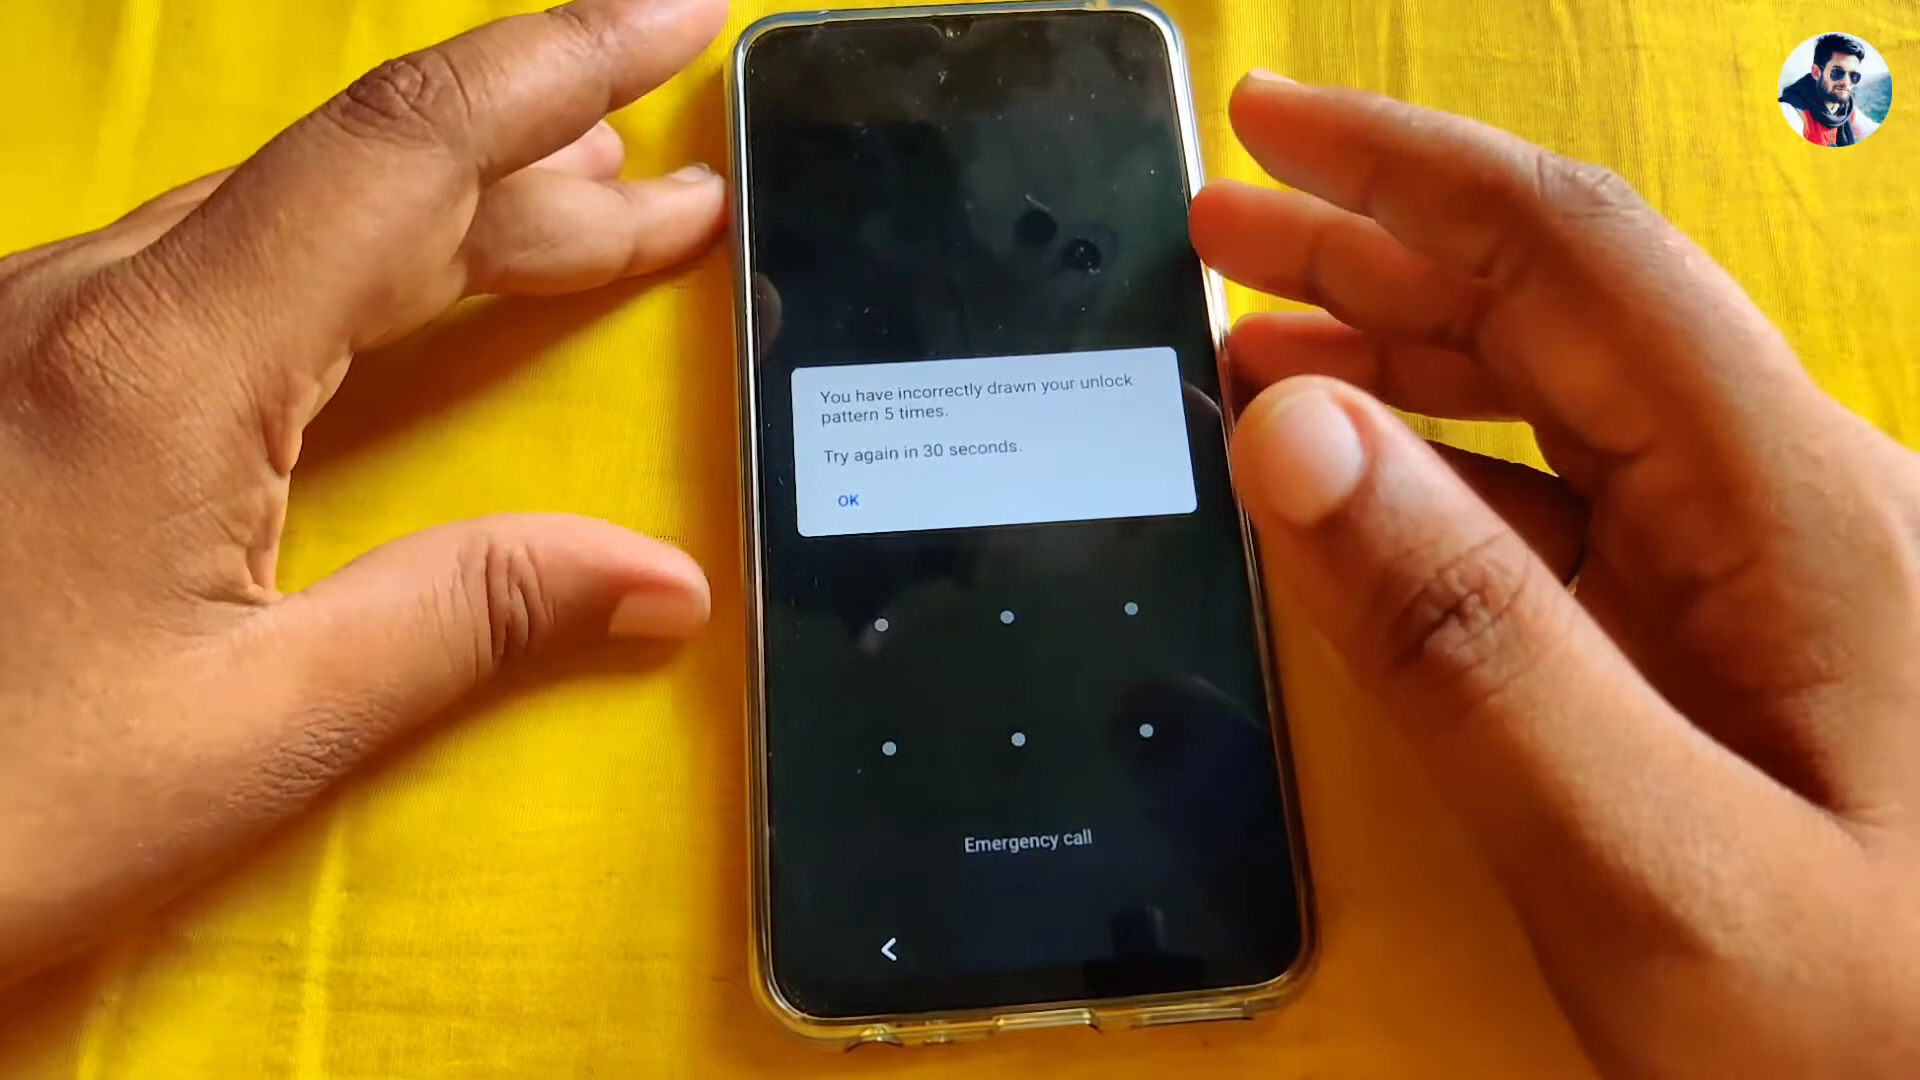 You have incorrectly drawn your unlock
pattern 5 times.
Try again in 30 seconds.
OK
Emergency call